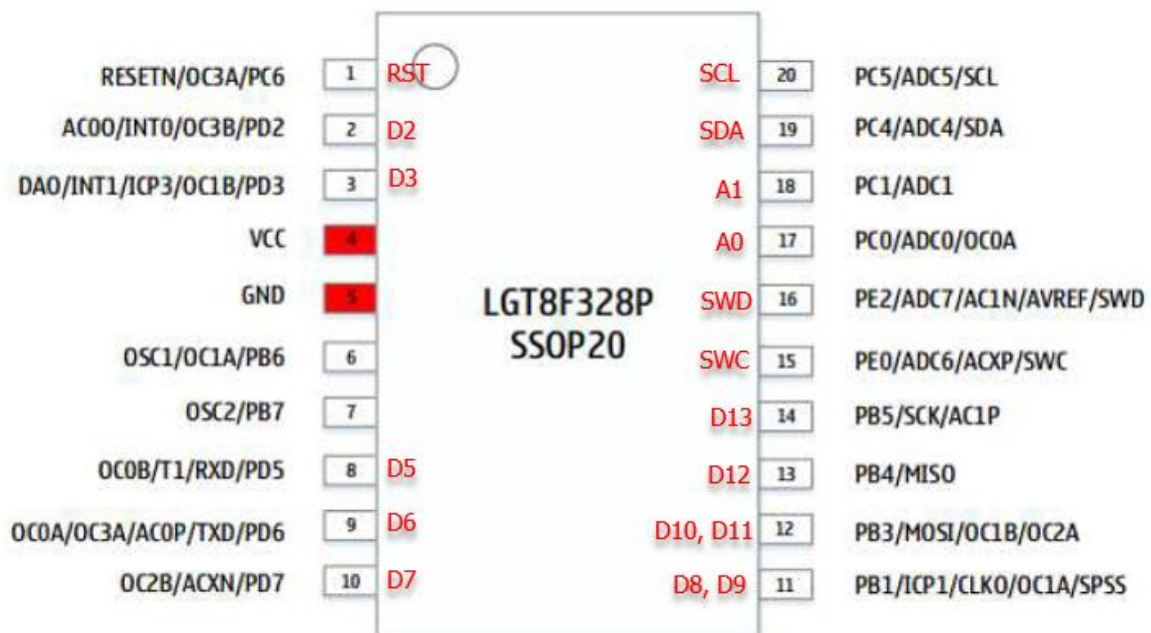 RESETN/OC3A/PC6 1 RST SCL 20 PC5/ADC5/SCL
AC0O/INT0/OC3B/PD2 2 D2 SDA 19 PC4/ADC4/SDA
DAO/INT1/ICP3/OC1B/PD3 3 D3 A1 18 PC1/ADC1
VCC 4 A0 17 PC0/ADC0/OC0A
GND 5 SWD 16 PE2/ADC7/AC1N/AVREF/SWD
LGT8F328P
SSOP20
OSC1/OC1A/PB6 6 SWC 15 PE0/ADC6/ACXP/SWC
OSC2/PB7 7 D13 14 PB5/SCK/AC1P
OC0B/T1/RXD/PD5 8 D5 D12 13 PB4/MISO
OC0A/OC3A/AC0P/TXD/PD6 9 D6 D10, D11 12 PB3/MOSI/OC1B/OC2A
OC2B/ACXN/PD7 10 D7 D8, D9 11 PB1/ICP1/CLKO/OC1A/SPSS